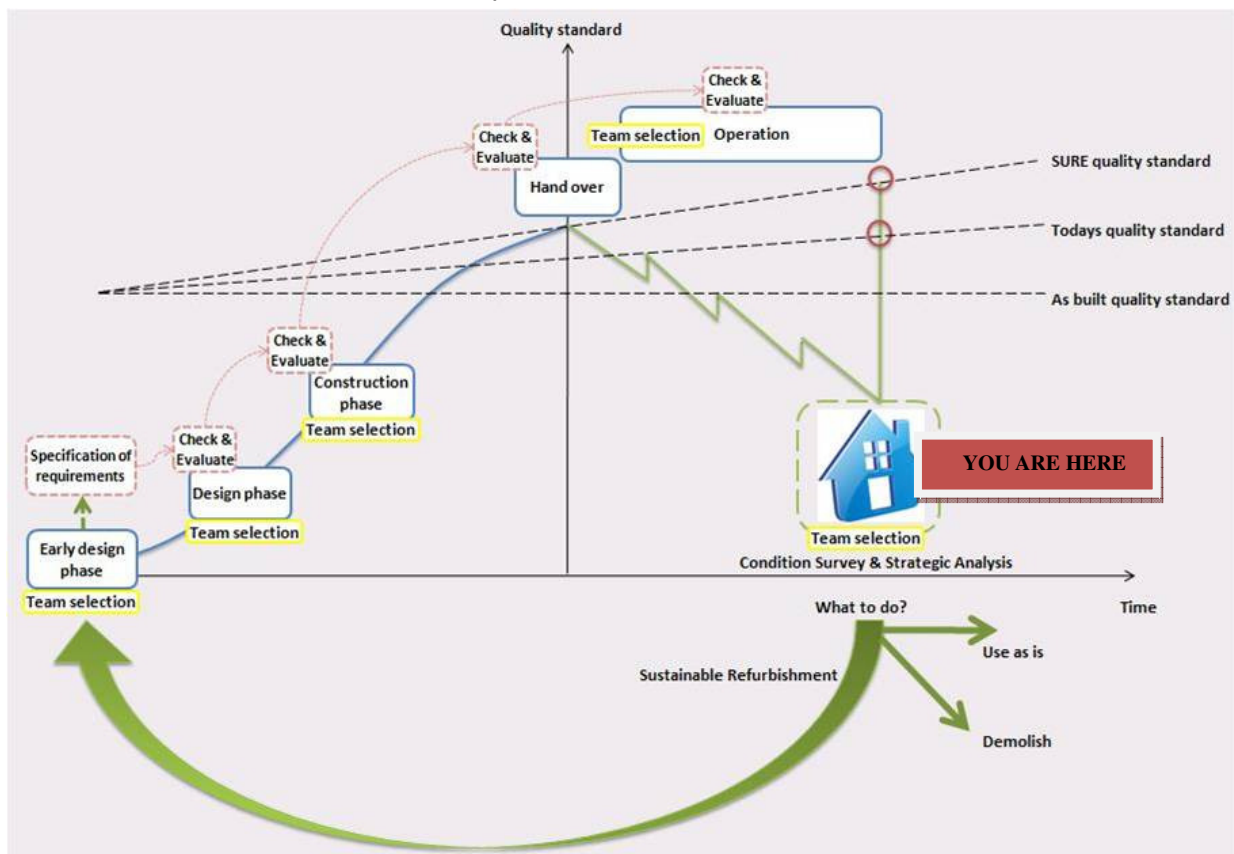 Quality standard
Check &
Evaluate
Check &
Evaluate
Team selection
Operation
Hand over
SURE quality standard
Todays quality standard
As built quality standard
Check &
Evaluate
Construction
phase
Team selection
Check &
Evaluate
Specification of
requirements
Design phase
Team selection
Early design
phase
Team selection
YOU ARE HERE
Team selection
Condition Survey & Strategic Analysis
What to do?
Time
Use as is
Sustainable Refurbishment
Demolish